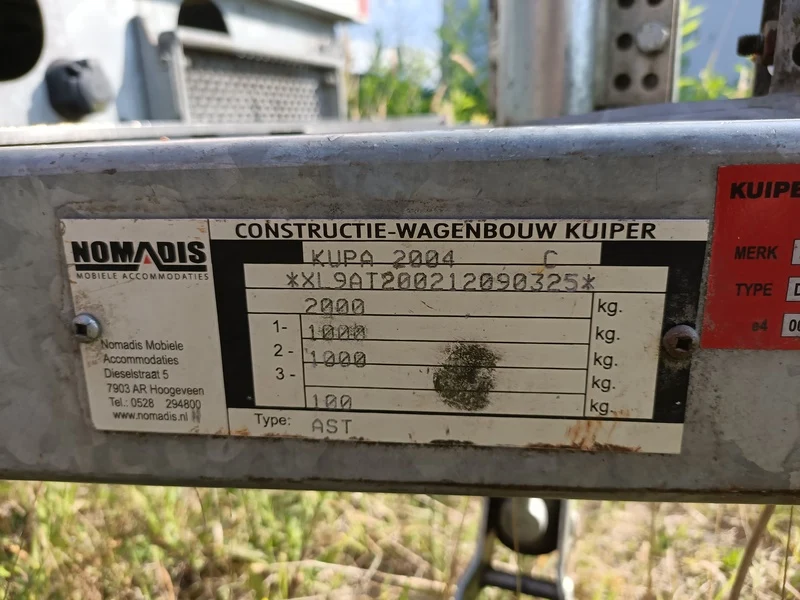 NOMADIS
MOBIELE ACCOMMODATIES
Nomadis Mobiele
Accommodaties
Dieselstraat 5
7903 AR Hoogeveen
Tel.: 0528 294800
www.nomadis.nl
CONSTRUCTIE-WAGENBOUW KUIPER
KUPA 2004 C
*XL9AT200212090325*
2000 kg.
1- 1000 kg.
2 - 1000 kg.
3 - kg.
100 kg.
Type: AST
KUIPE
MERK
TYPE D
e4 00